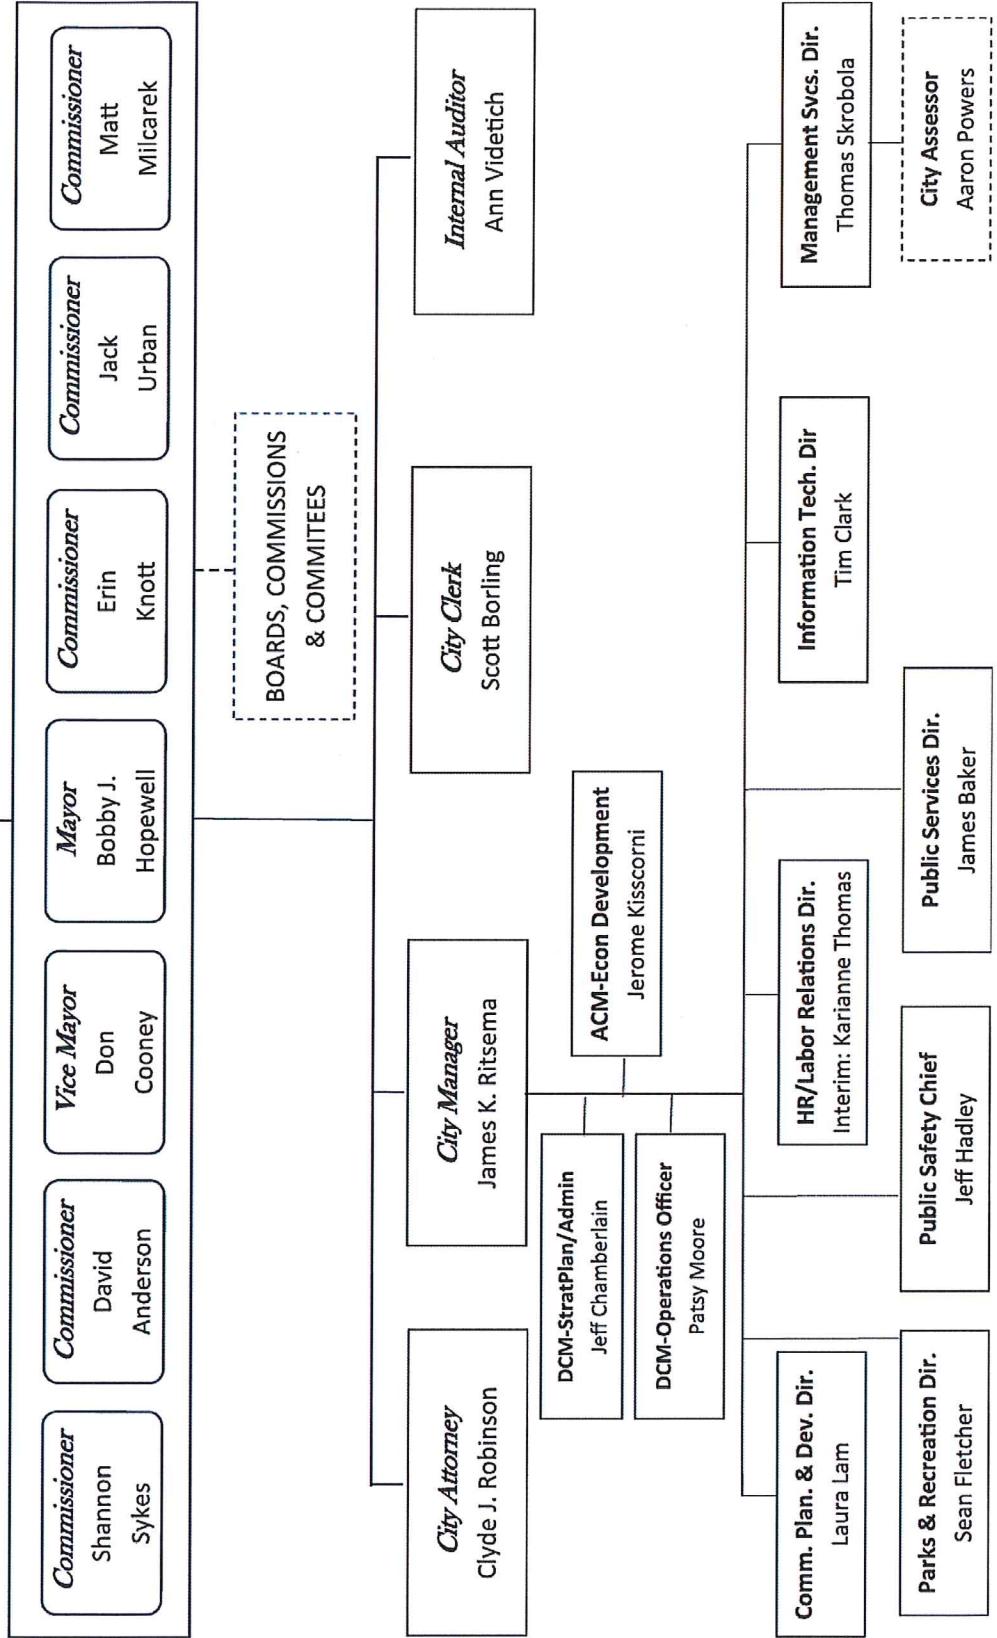 Commissioner
Shannon
Sykes
Commissioner
David
Anderson
Vice Mayor
Don
Cooney
Mayor
Bobby J.
Hopewell
Commissioner
Erin
Knott
Commissioner
Jack
Urban
Commissioner
Matt
Milcarek
BOARDS, COMMISSIONS
& COMMITEES
City Attorney
Clyde J. Robinson
City Manager
James K. Ritsema
City Clerk
Scott Borling
Internal Auditor
Ann Videtich
DCM-StratPlan/Admin
Jeff Chamberlain
ACM-Econ Development
Jerome Kisscorni
DCM-Operations Officer
Patsy Moore
Comm. Plan. & Dev. Dir.
Laura Lam
HR/Labor Relations Dir.
Interim: Karianne Thomas
Information Tech. Dir
Tim Clark
Management Svcs. Dir.
Thomas Skrobola
Parks & Recreation Dir.
Sean Fletcher
Public Safety Chief
Jeff Hadley
Public Services Dir.
James Baker
City Assessor
Aaron Powers